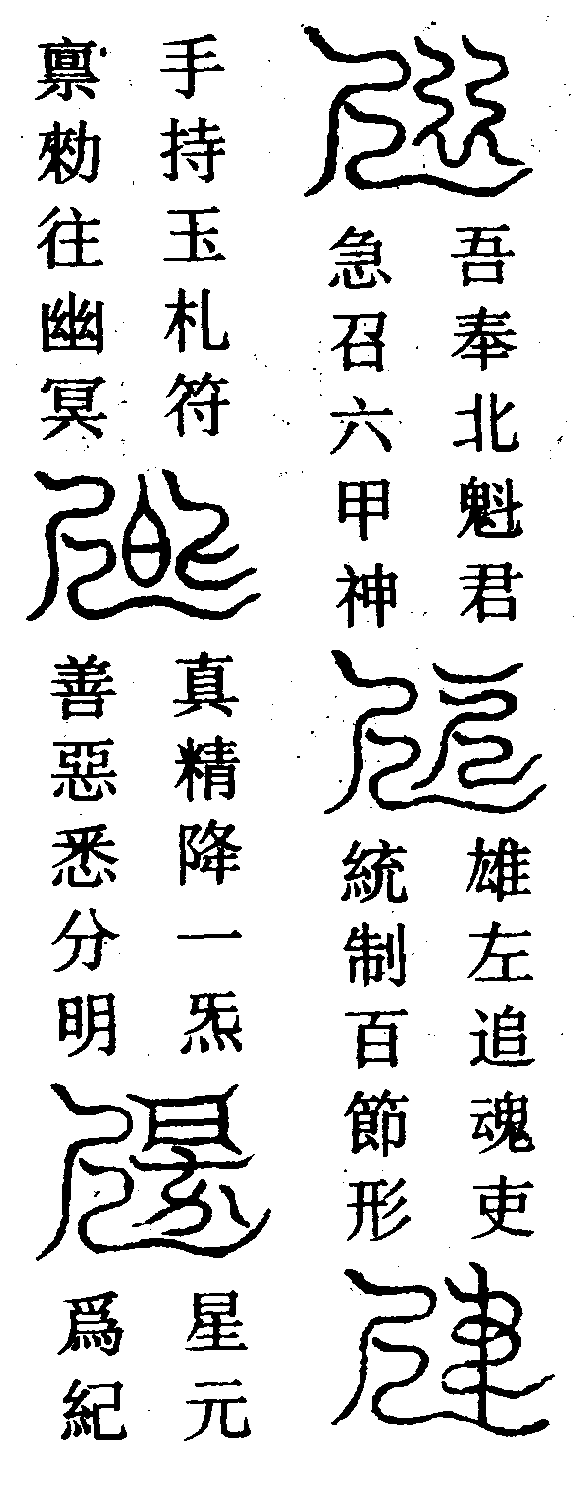 吾奉北魁君
急召六甲神
雄左追魂吏
統制百節形
手持玉札符
禀勑往幽冥
真精降一炁
善惡悉分明
星元
爲紀